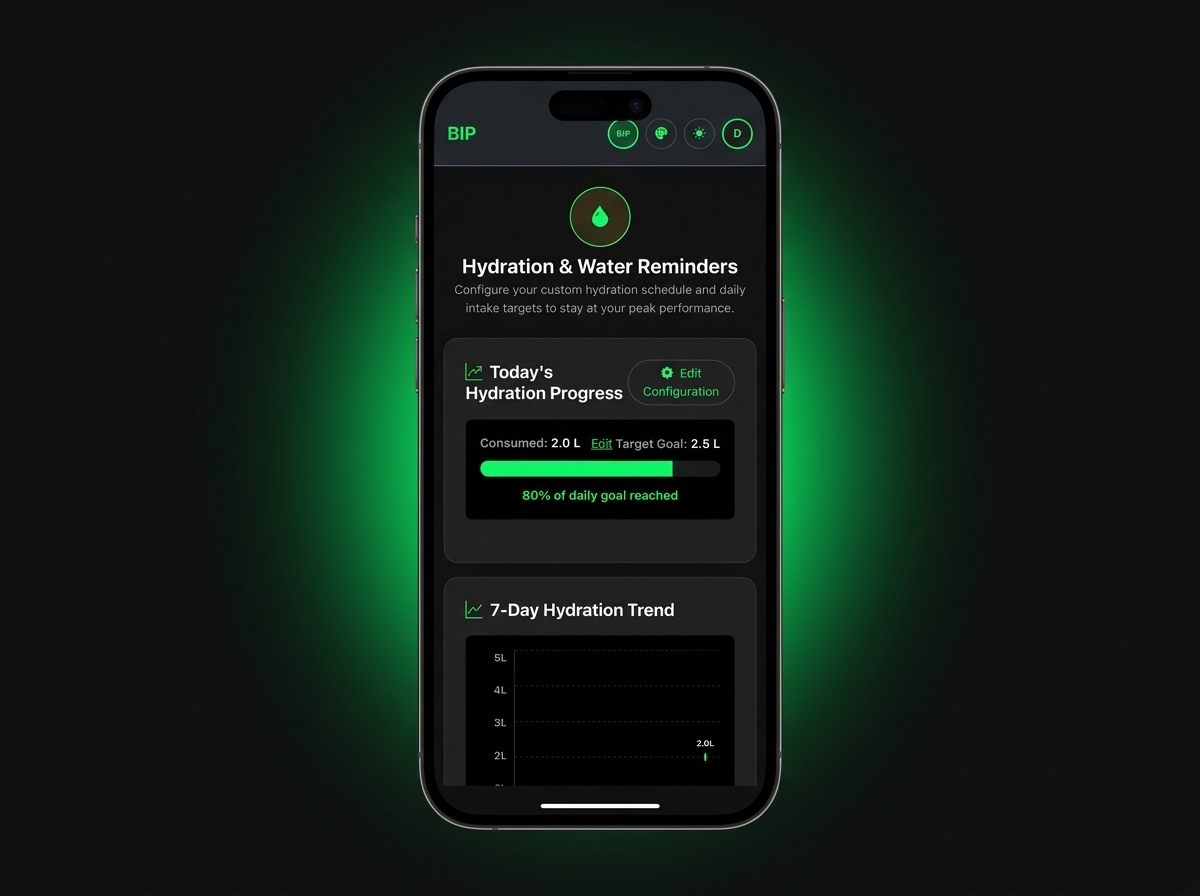 BIP
BIP
D
Hydration & Water Reminders
Configure your custom hydration schedule and daily
intake targets to stay at your peak performance.
Today's
Hydration Progress
Edit
Configuration
Consumed: 2.0 L Edit Target Goal: 2.5 L
80% of daily goal reached
7-Day Hydration Trend
5L
4L
3L
2.0L
2L